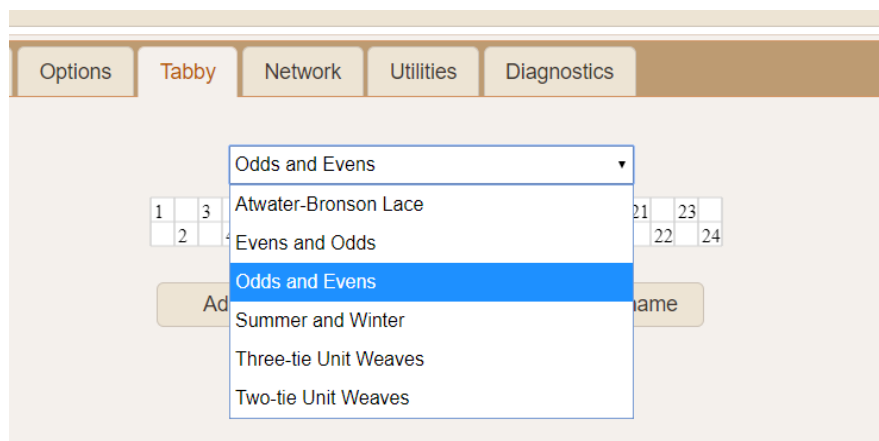 Options Tabby Network Utilities Diagnostics
Odds and Evens
Atwater-Bronson Lace
1 3 21 23
Evens and Odds
2 22 24
Odds and Evens
Summer and Winter
Three-tie Unit Weaves
Two-tie Unit Weaves